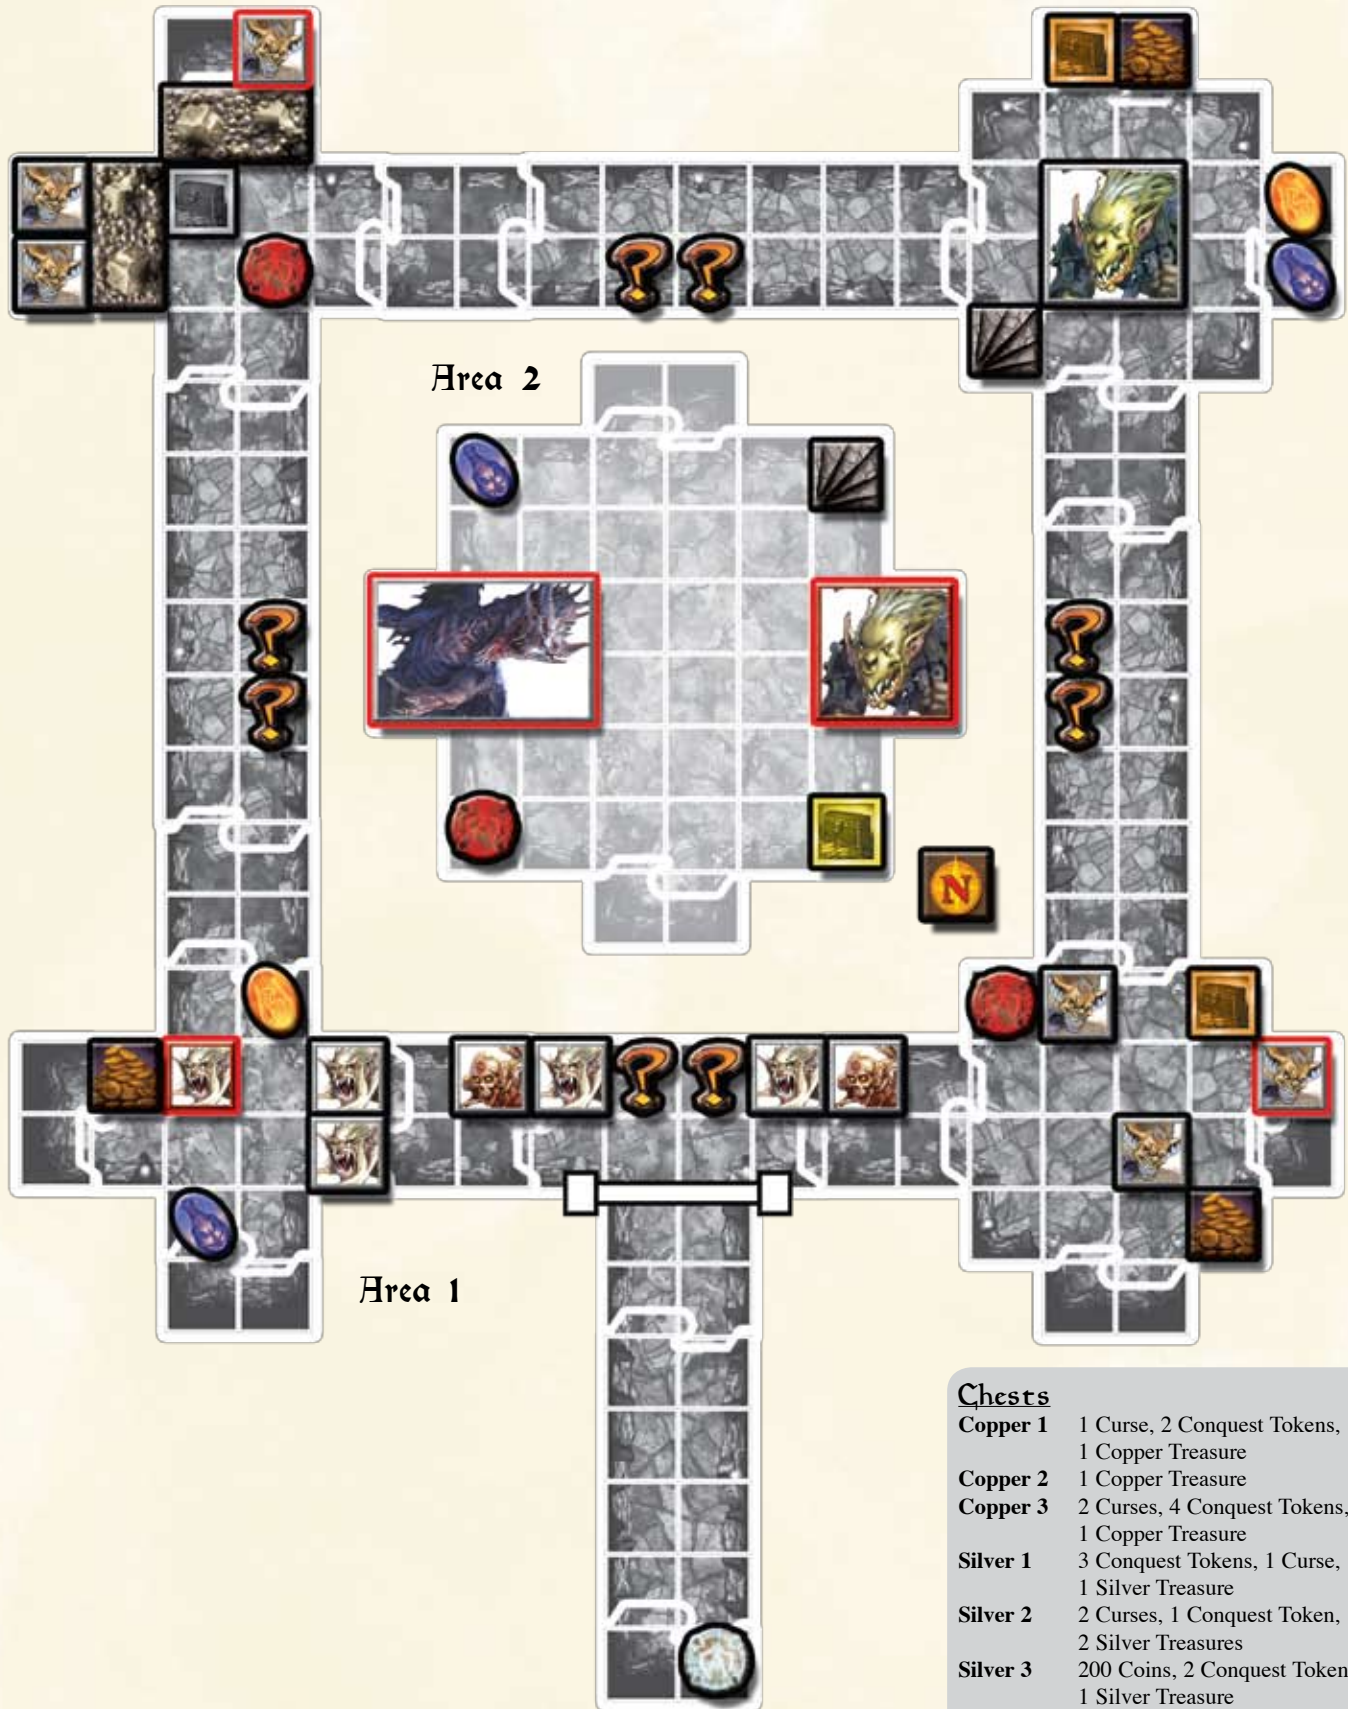 Area 2
N
Area 1
Chests
Copper 1 1 Curse, 2 Conquest Tokens,
1 Copper Treasure
Copper 2 1 Copper Treasure
Copper 3 2 Curses, 4 Conquest Tokens,
1 Copper Treasure
Silver 1 3 Conquest Tokens, 1 Curse,
1 Silver Treasure
Silver 2 2 Curses, 1 Conquest Token,
2 Silver Treasures
Silver 3 200 Coins, 2 Conquest Token
1 Silver Treasure